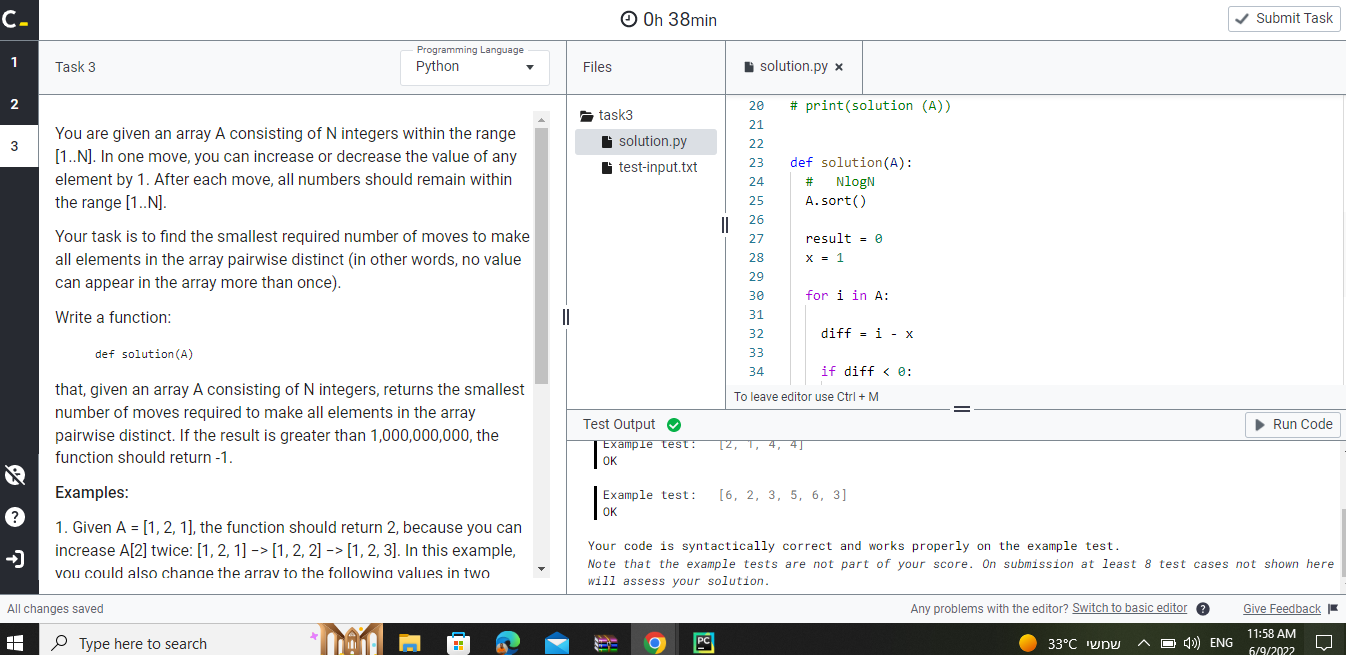 C_
0h 38min
Submit Task
1
2
3
Task 3
Programming Language
Python
Files
solution.py ×
You are given an array A consisting of N integers within the range
[1..N]. In one move, you can increase or decrease the value of any
element by 1. After each move, all numbers should remain within
the range [1..N].
Your task is to find the smallest required number of moves to make
all elements in the array pairwise distinct (in other words, no value
can appear in the array more than once).
Write a function:
def solution(A)
that, given an array A consisting of N integers, returns the smallest
number of moves required to make all elements in the array
pairwise distinct. If the result is greater than 1,000,000,000, the
function should return -1.
Examples:
1. Given A = [1, 2, 1], the function should return 2, because you can
increase A[2] twice: [1, 2, 1] −> [1, 2, 2] −> [1, 2, 3]. In this example,
you could also change the array to the following values in two
task3
solution.py
test-input.txt
20 # print(solution (A))
21
22
23 def solution(A):
24 # NlogN
25 A.sort()
26
27 result = 0
28 x = 1
29
30 for i in A:
31
32 diff = i - x
33
34 if diff < 0:
To leave editor use Ctrl + M
Test Output
Run Code
Example test: [2, 1, 4, 4]
OK
Example test: [6, 2, 3, 5, 6, 3]
OK
Your code is syntactically correct and works properly on the example test.
Note that the example tests are not part of your score. On submission at least 8 test cases not shown here
will assess your solution.
All changes saved
Any problems with the editor? Switch to basic editor ?
Give Feedback
Type here to search
PC
33°C שמשי
ENG
11:58 AM
6/9/2022